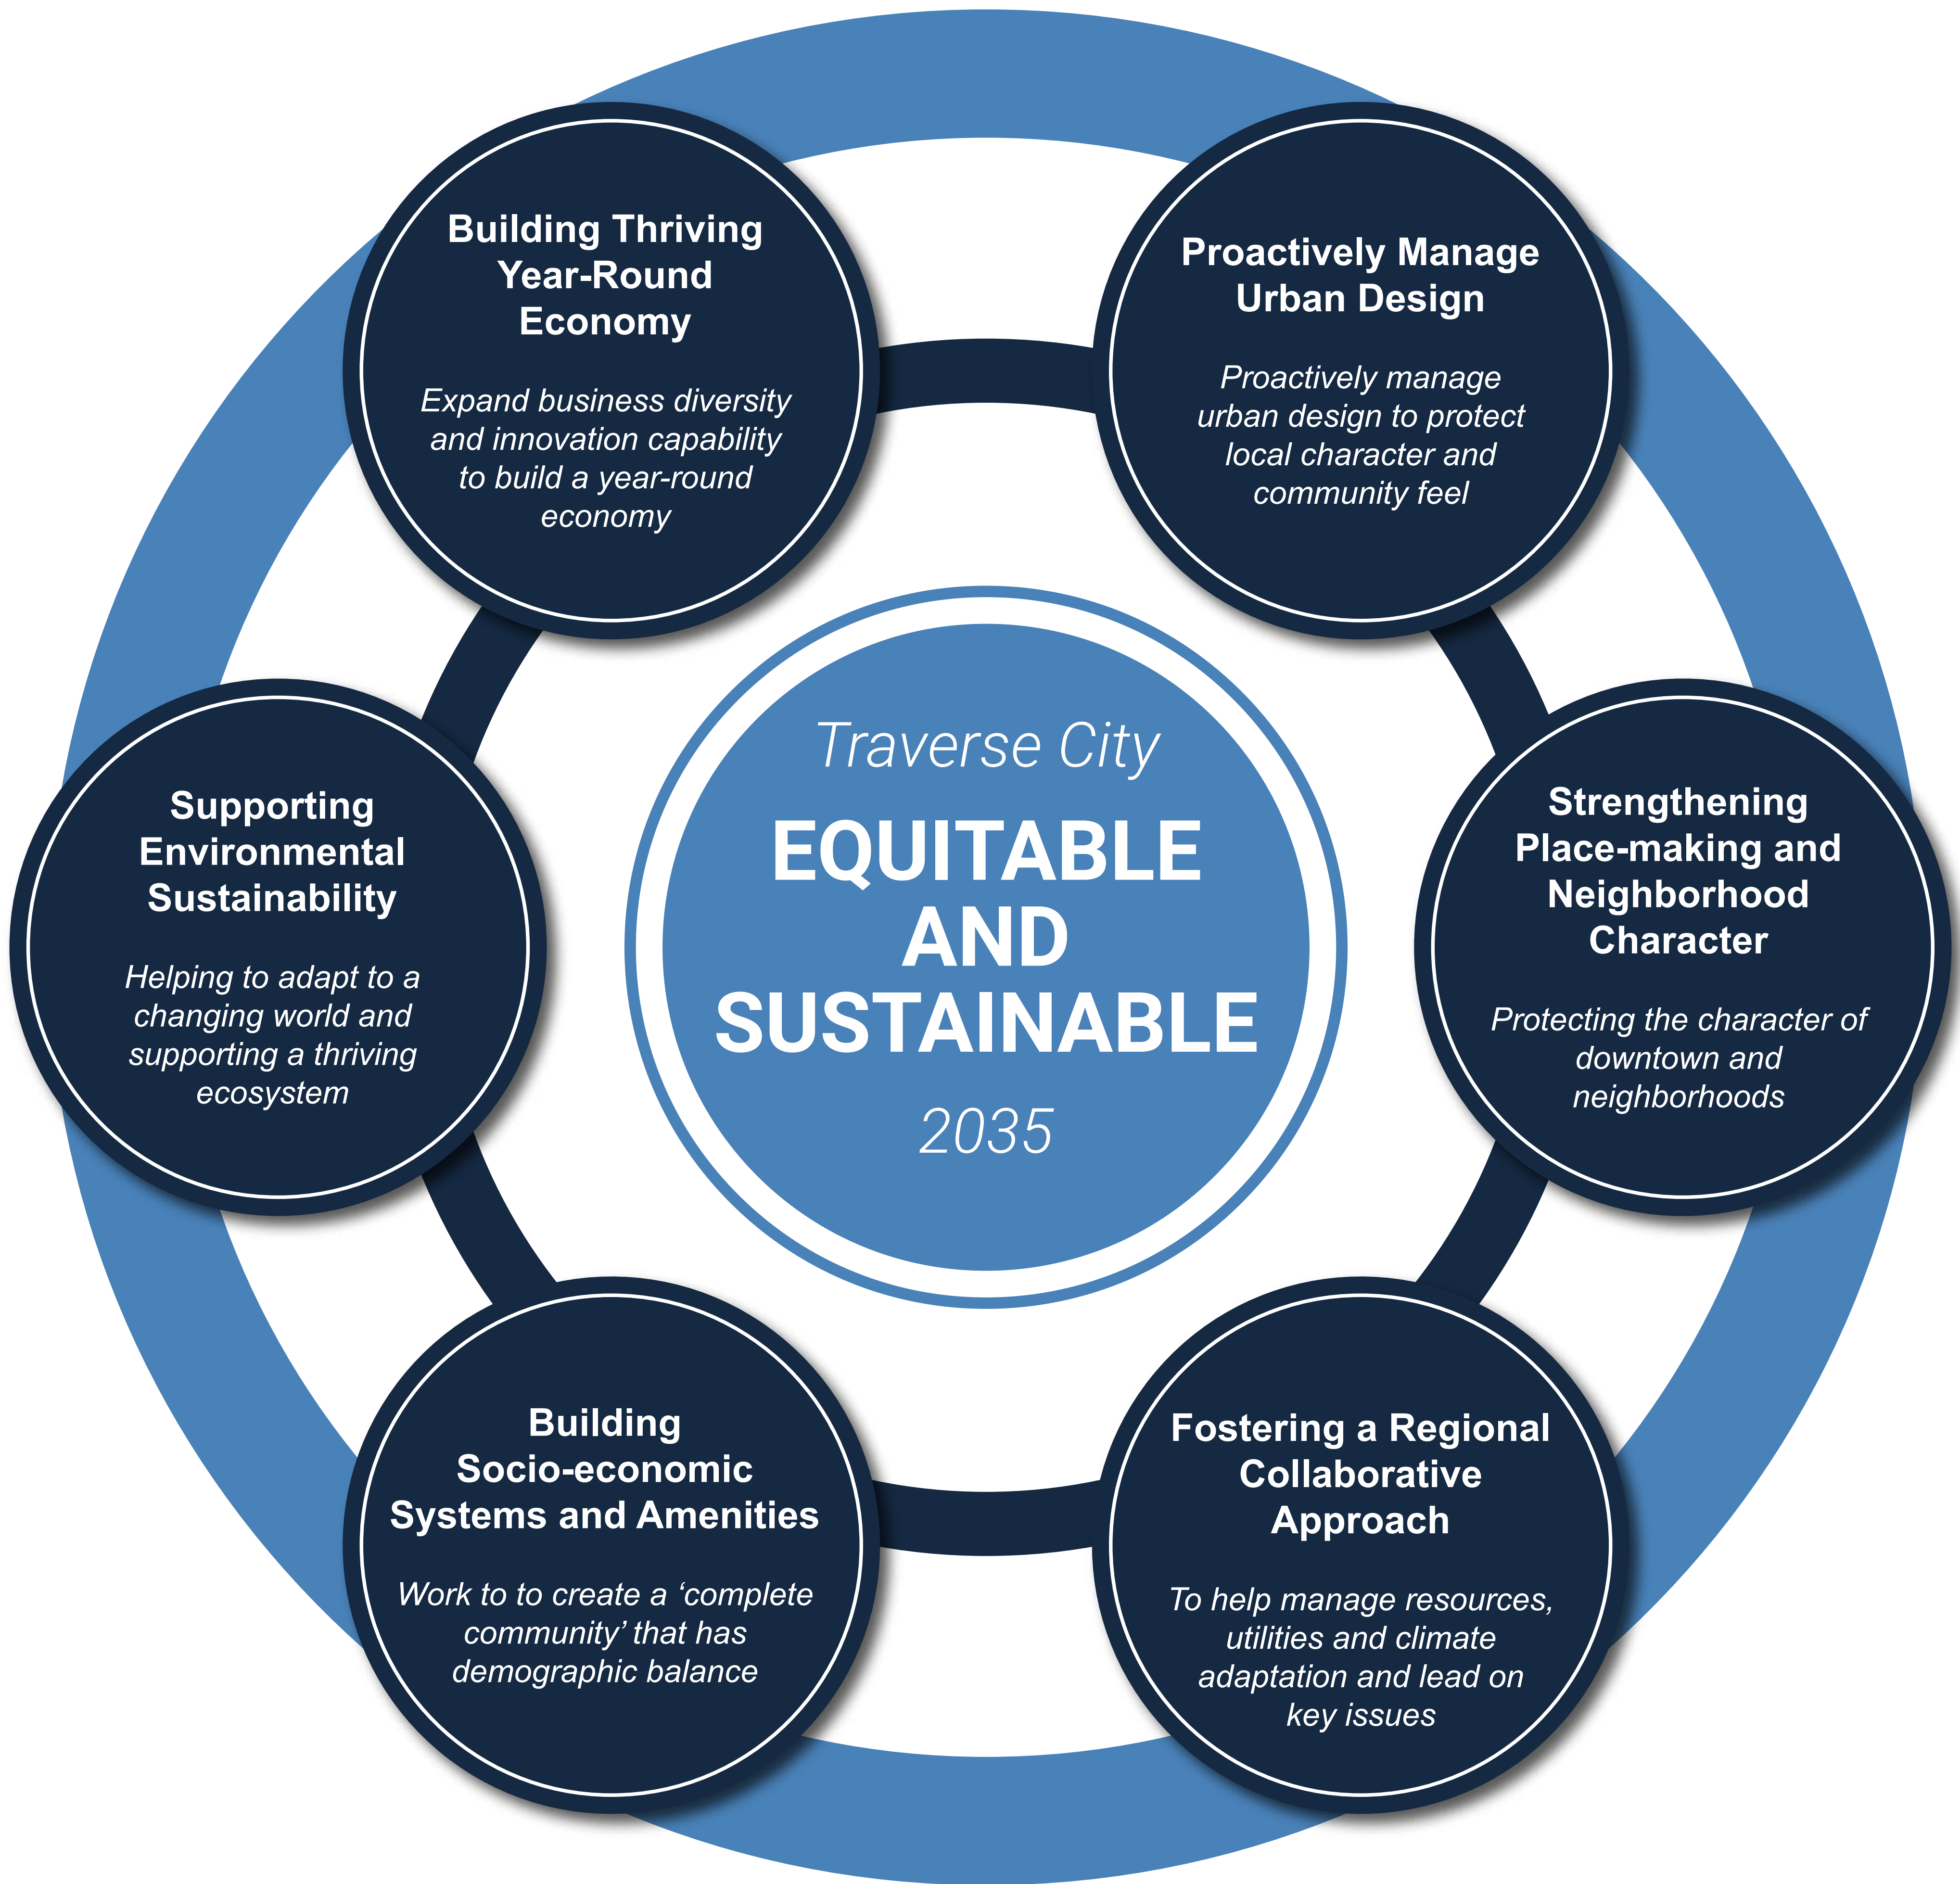 Building Thriving
Year-Round
Economy
Expand business diversity
and innovation capability
to build a year-round
economy
Proactively Manage
Urban Design
Proactively manage
urban design to protect
local character and
community feel
Supporting
Environmental
Sustainability
Helping to adapt to a
changing world and
supporting a thriving
ecosystem
Traverse City
EQUITABLE
AND
SUSTAINABLE
2035
Strengthening
Place-making and
Neighborhood
Character
Protecting the character of
downtown and
neighborhoods
Building
Socio-economic
Systems and Amenities
Work to to create a ‘complete
community’ that has
demographic balance
Fostering a Regional
Collaborative
Approach
To help manage resources,
utilities and climate
adaptation and lead on
key issues